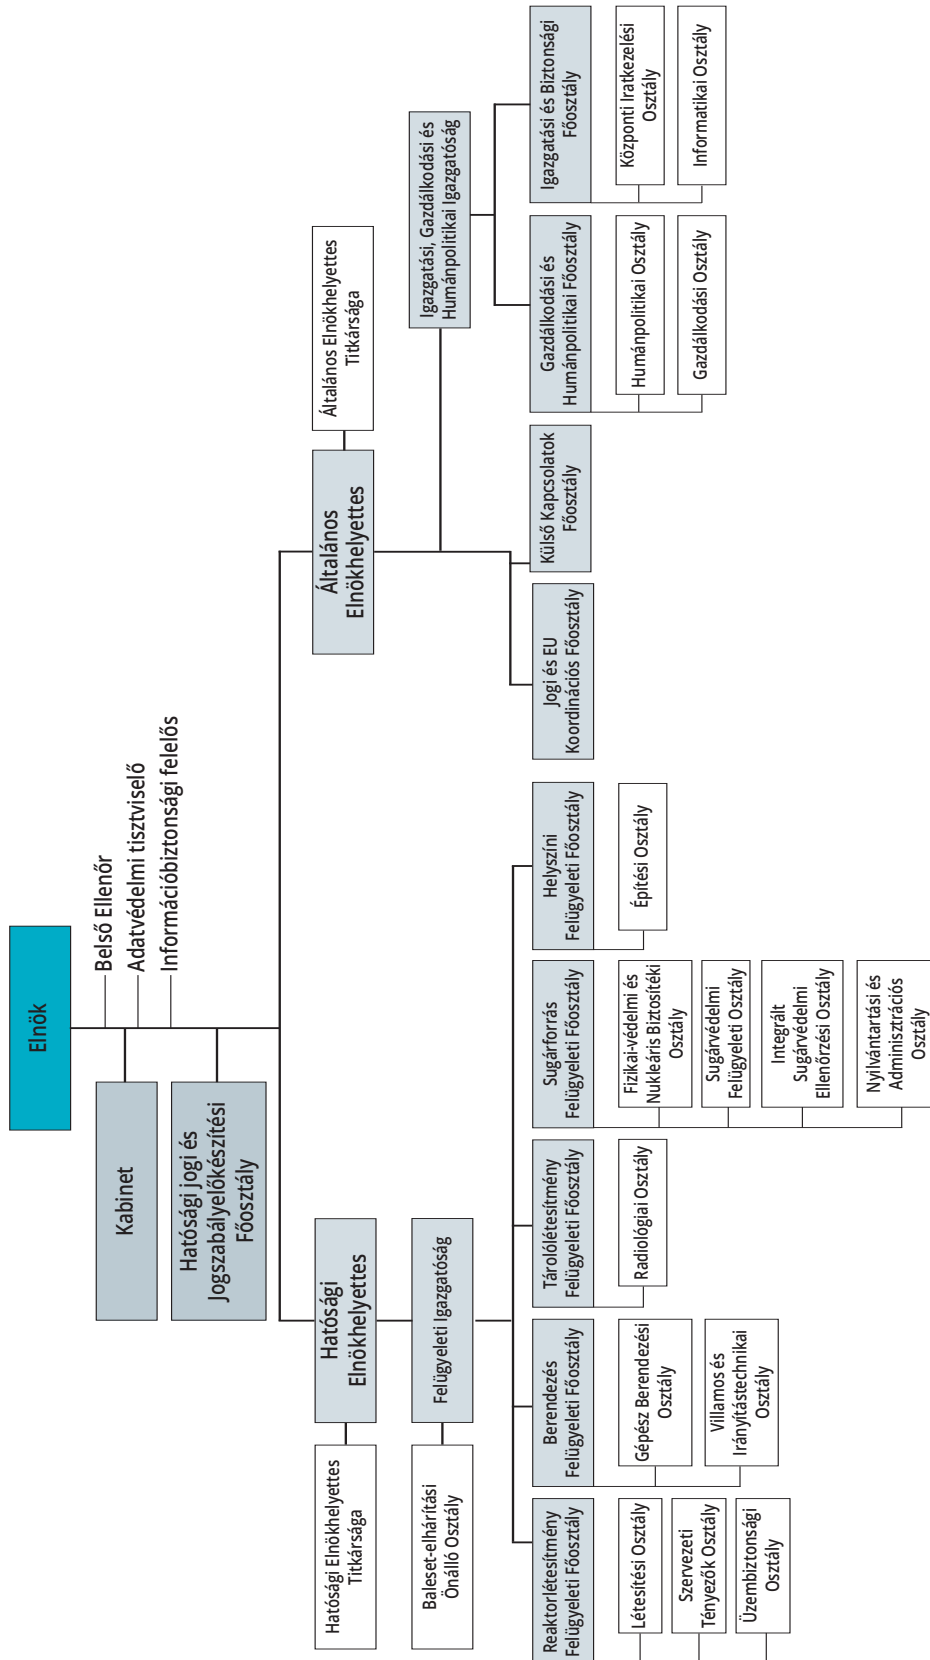 Elnök
Belső Ellenőr
Adatvédelmi tisztviselő
Információbiztonsági felelős
Kabinet
Hatósági jogi és
Jogszabályelőkészítési
Főosztály
Hatósági Elnökhelyettes
Titkársága
Hatósági
Elnökhelyettes
Általános
Elnökhelyettes
Általános Elnökhelyettes
Titkársága
Baleset-elhárítási
Önálló Osztály
Felügyeleti Igazgatóság
Igazgatási, Gazdálkodási és
Humánpolitikai Igazgatóság
Reaktorlétesítmény
Felügyeleti Főosztály
Létesítési Osztály
Szervezeti
Tényezők Osztály
Üzembiztonsági
Osztály
Berendezés
Felügyeleti Főosztály
Gépész Berendezési
Osztály
Villamos és
Irányítástechnikai
Osztály
Tárolólétesítmény
Felügyeleti Főosztály
Radiológiai Osztály
Sugárforrás
Felügyeleti Főosztály
Fizikai-védelmi és
Nukleáris Biztosítéki
Osztály
Sugárvédelmi
Felügyeleti Osztály
Integrált
Sugárvédelmi
Ellenőrzési Osztály
Nyilvántartási és
Adminisztrációs
Osztály
Helyszíni
Felügyeleti Főosztály
Építési Osztály
Jogi és EU
Koordinációs Főosztály
Külső Kapcsolatok
Főosztály
Gazdálkodási és
Humánpolitikai Főosztály
Humánpolitikai Osztály
Gazdálkodási Osztály
Igazgatási és Biztonsági
Főosztály
Központi Iratkezelési
Osztály
Informatikai Osztály